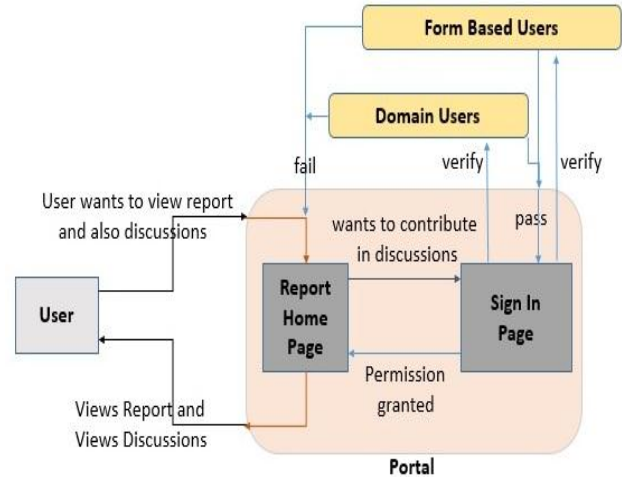 Form Based Users
Domain Users
fail
verify
verify
User wants to view report
and also discussions
wants to contribute
in discussions
pass
User
Report
Home
Page
Sign In
Page
Permission
granted
Views Report and
Views Discussions
Portal